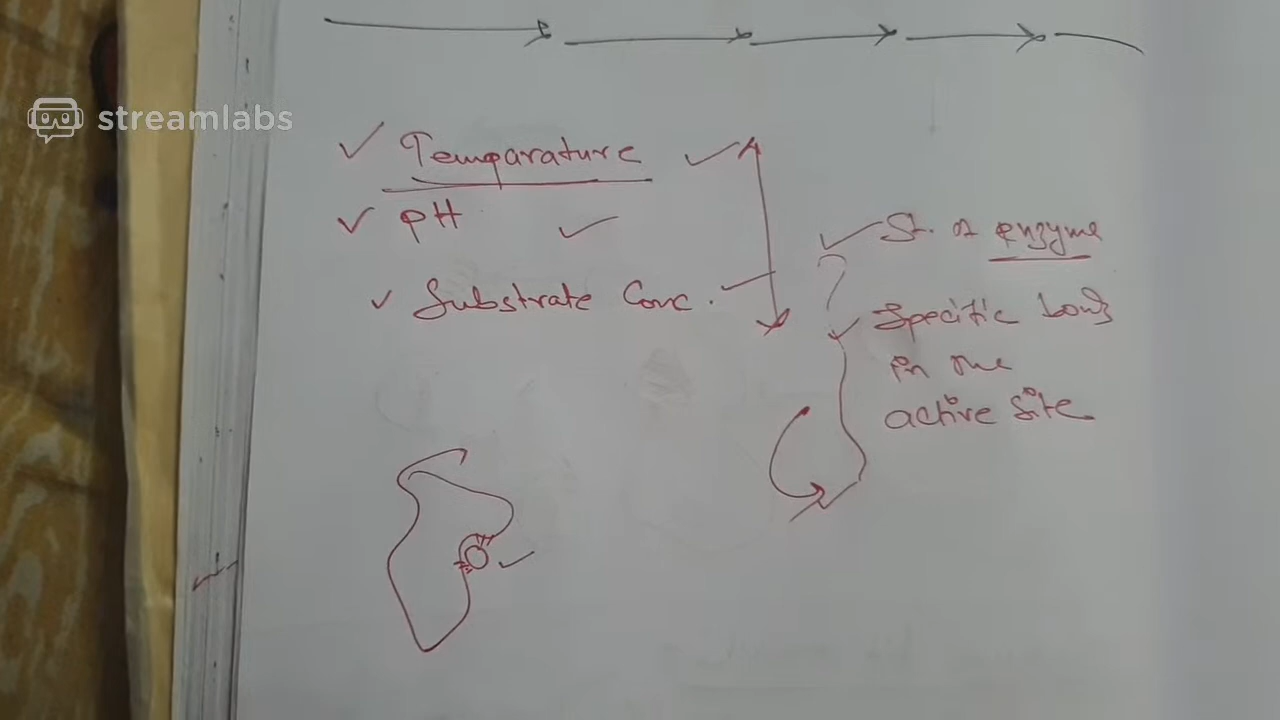 streamlabs
Temparature
pH
Substrate Conc.
St. of enzyme
Specific bonds
in the
active site